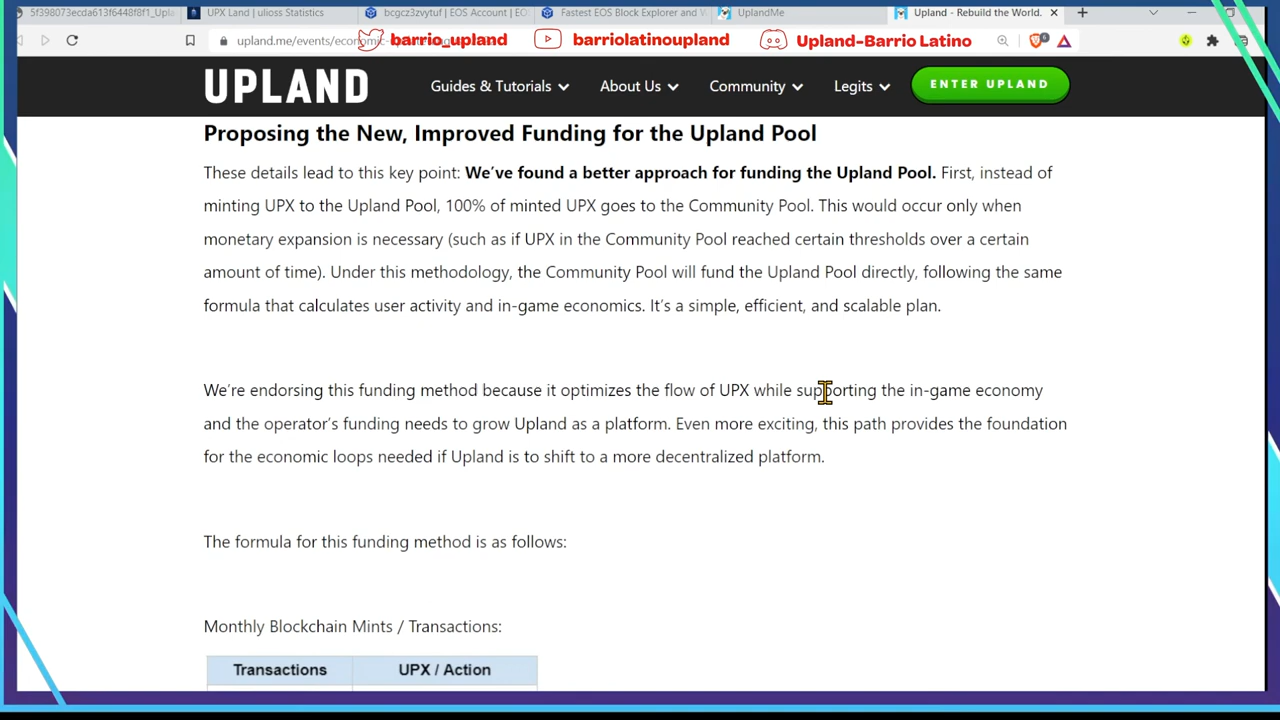 5f398073ecda613f6448f8f1_Upla
UPX Land | ulioss Statistics
bcgcz3zvytuf | EOS Account | EO
Fastest EOS Block Explorer and
UplandMe
Upland - Rebuild the World.
upland.me/events/economic-
barrio_upland
barriolatinoupland
Upland-Barrio Latino
UPLAND
Guides & Tutorials
About Us
Community
Legits
ENTER UPLAND
Proposing the New, Improved Funding for the Upland Pool
These details lead to this key point: We've found a better approach for funding the Upland Pool. First, instead of
minting UPX to the Upland Pool, 100% of minted UPX goes to the Community Pool. This would occur only when
monetary expansion is necessary (such as if UPX in the Community Pool reached certain thresholds over a certain
amount of time). Under this methodology, the Community Pool will fund the Upland Pool directly, following the same
formula that calculates user activity and in-game economics. It's a simple, efficient, and scalable plan.
We're endorsing this funding method because it optimizes the flow of UPX while supporting the in-game economy
and the operator's funding needs to grow Upland as a platform. Even more exciting, this path provides the foundation
for the economic loops needed if Upland is to shift to a more decentralized platform.
The formula for this funding method is as follows:
Monthly Blockchain Mints / Transactions:
Transactions
UPX / Action